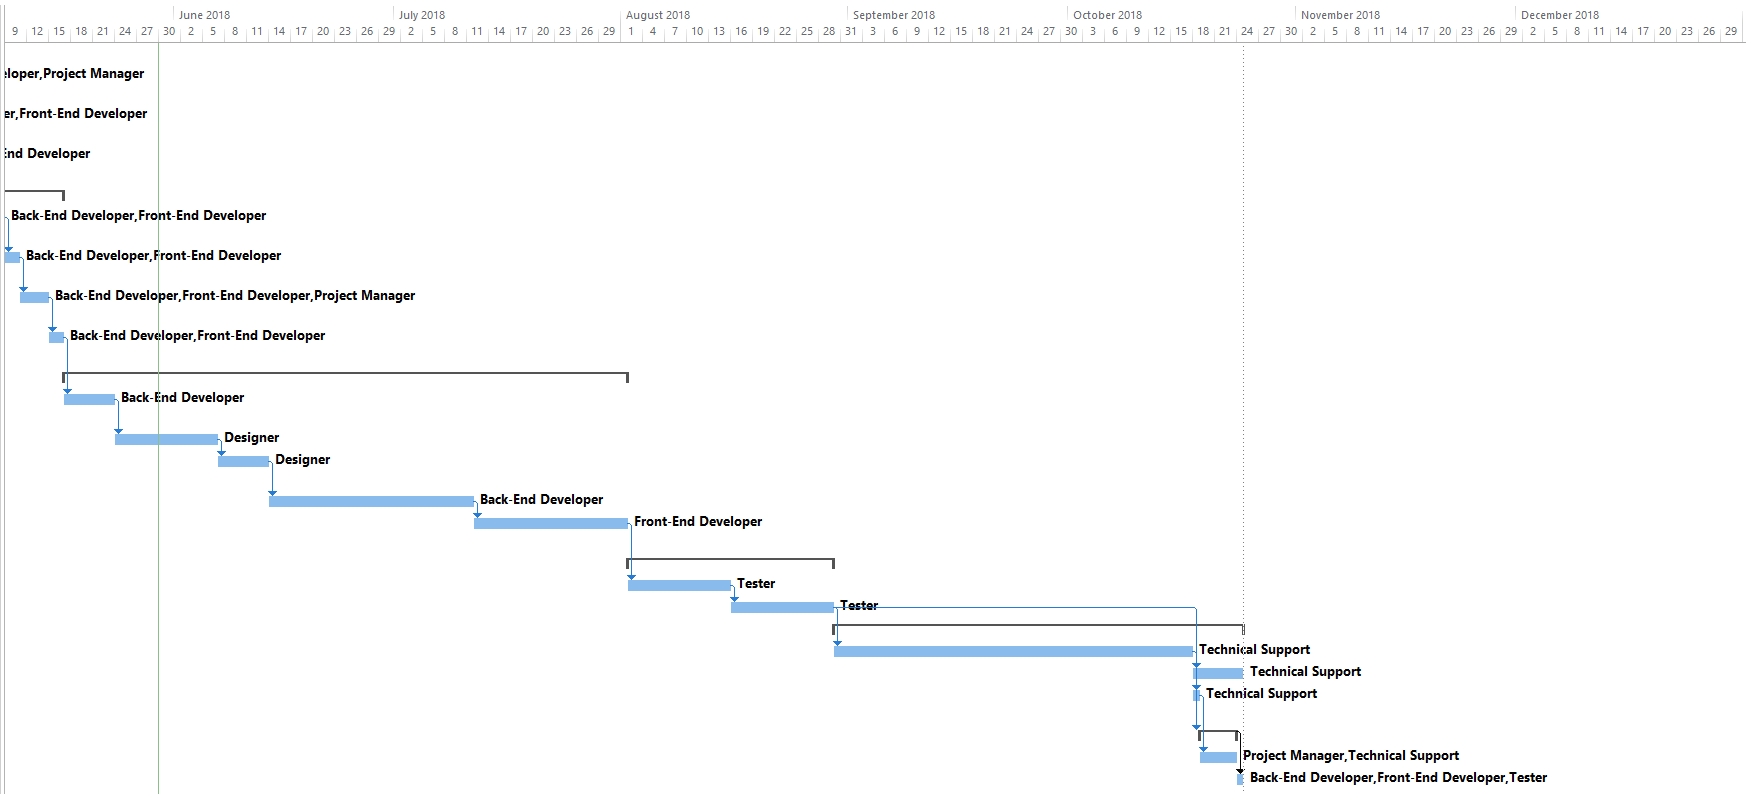 June 2018 July 2018 August 2018 September 2018 October 2018 November 2018 December 2018
9 12 15 18 21 24 27 30 2 5 8 11 14 17 20 23 26 29 2 5 8 11 14 17 20 23 26 29 1 4 7 10 13 16 19 22 25 28 31 3 6 9 12 15 18 21 24 27 30 3 6 9 12 15 18 21 24 27 30 2 5 8 11 14 17 20 23 26 29 2 5 8 11 14 17 20 23 26 29
eloper,Project Manager
er,Front-End Developer
End Developer
Back-End Developer,Front-End Developer
Back-End Developer,Front-End Developer
Back-End Developer,Front-End Developer,Project Manager
Back-End Developer,Front-End Developer
Back-End Developer
Designer
Designer
Back-End Developer
Front-End Developer
Tester
Tester
Technical Support
Technical Support
Technical Support
Project Manager,Technical Support
Back-End Developer,Front-End Developer,Tester